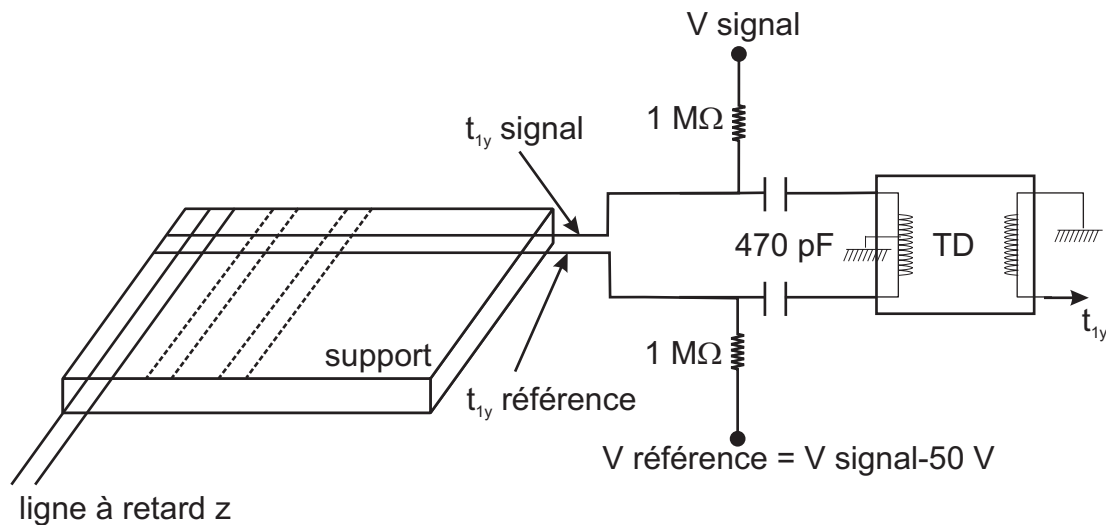 V signal
1 MΩ
t₁y signal
470 pF
TD
t₁y
support
1 MΩ
t₁y référence
V référence = V signal-50 V
ligne à retard z